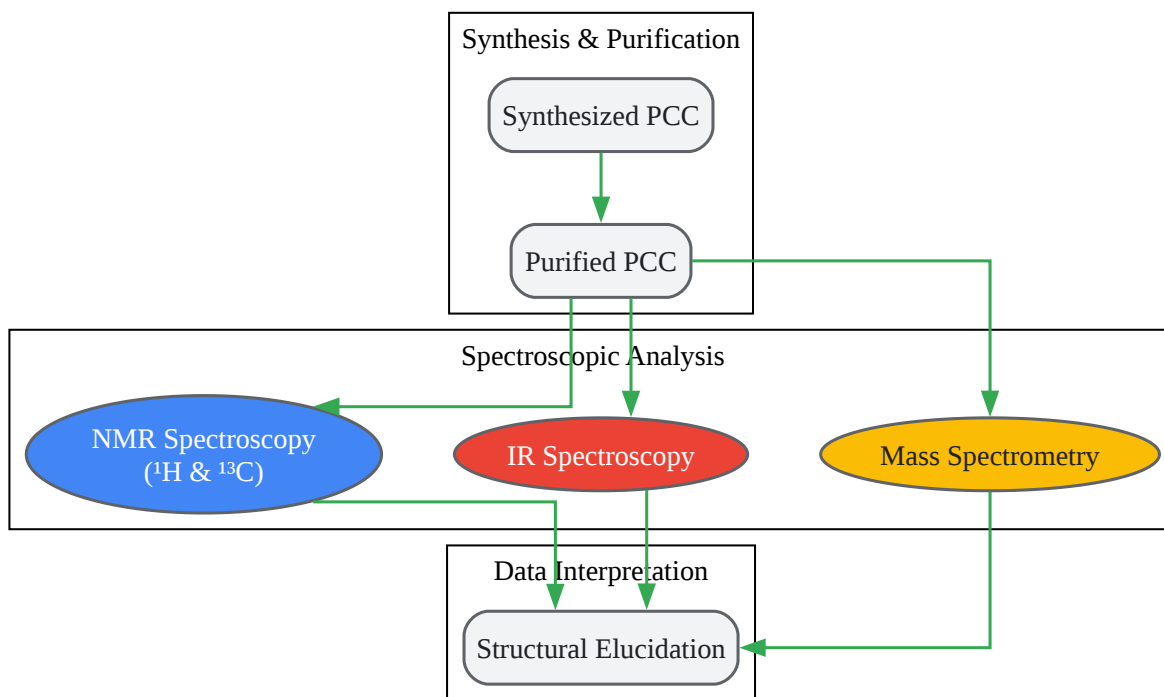 Synthesis & Purification
Synthesized PCC
Purified PCC
Spectroscopic Analysis
NMR Spectroscopy
(¹H & ¹³C)
IR Spectroscopy
Mass Spectrometry
Data Interpretation
Structural Elucidation